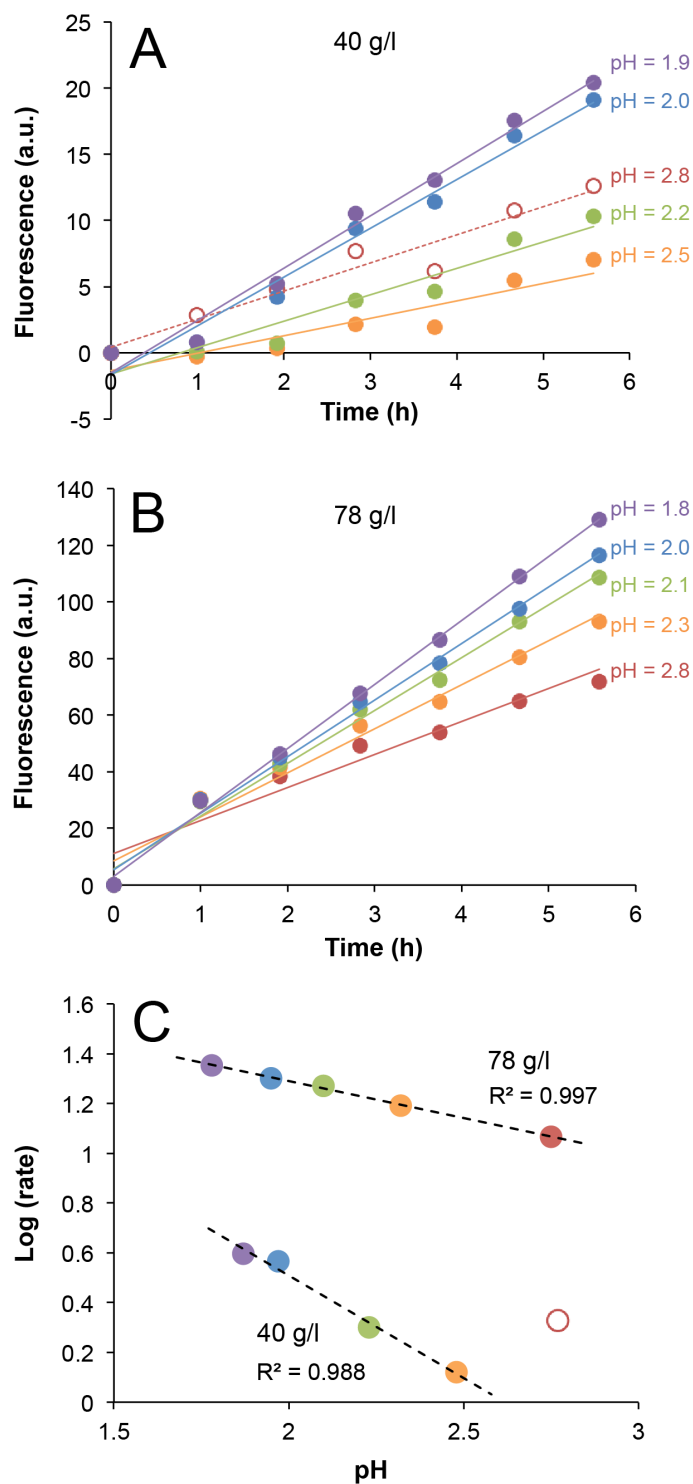 A
40 g/l
25
20
15
10
5
0
-5
Fluorescence (a.u.)
pH = 1.9
pH = 2.0
pH = 2.8
pH = 2.2
pH = 2.5
0 1 2 3 4 5 6
Time (h)
B
78 g/l
140
120
100
80
60
40
20
0
Fluorescence (a.u.)
pH = 1.8
pH = 2.0
pH = 2.1
pH = 2.3
pH = 2.8
0 1 2 3 4 5 6
Time (h)
C
1.6
1.4
1.2
1
0.8
0.6
0.4
0.2
0
Log (rate)
78 g/l
R² = 0.997
40 g/l
R² = 0.988
1.5 2 2.5 3
pH